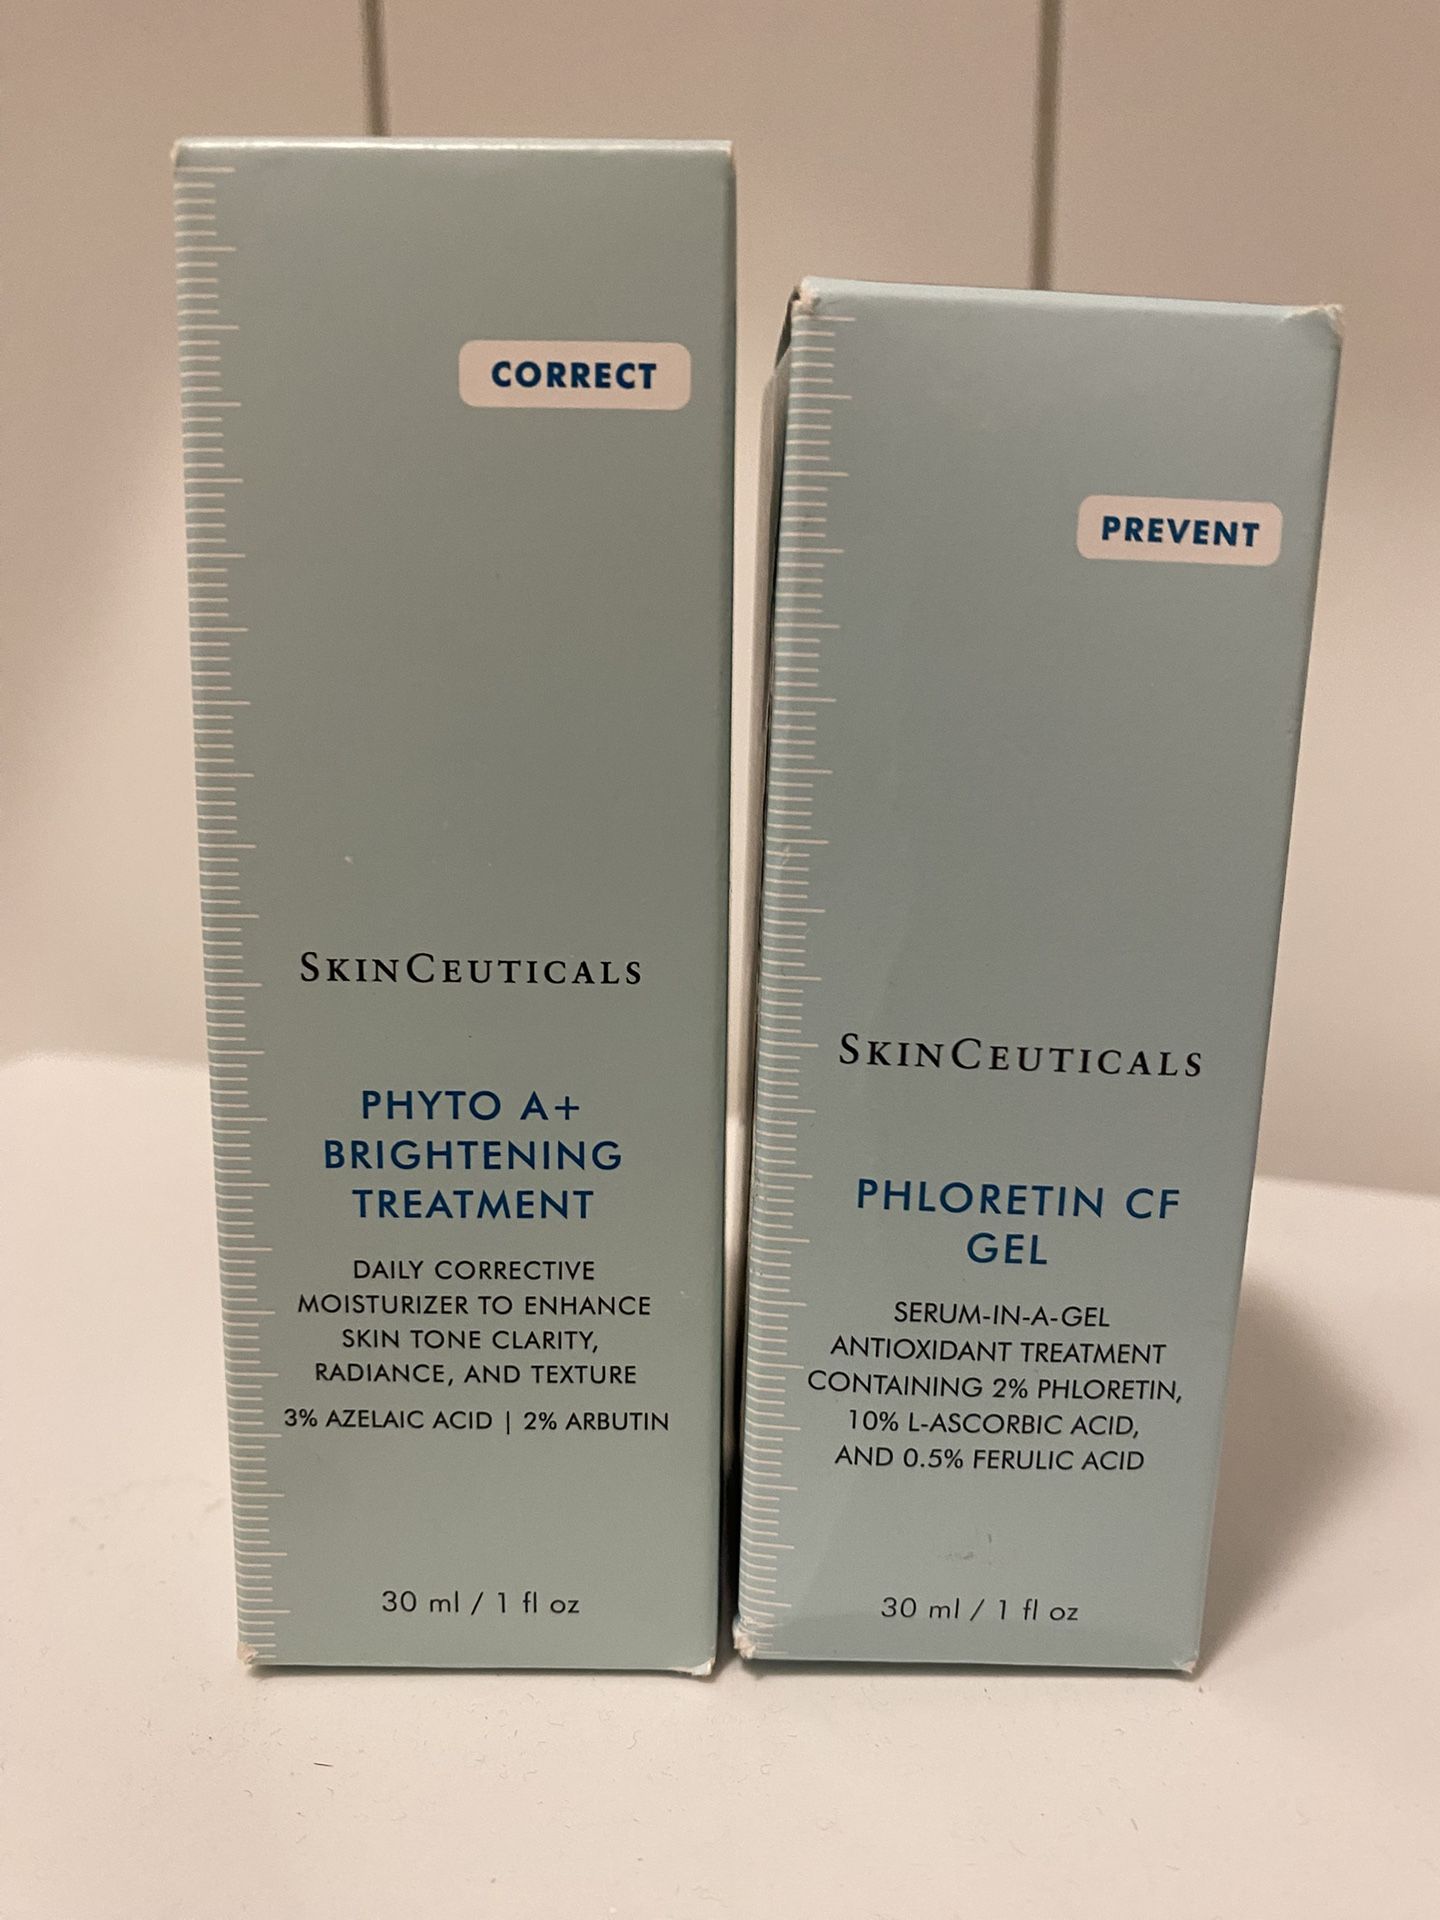 CORRECT
SKINCEUTICALS
PHYTO A+
BRIGHTENING
TREATMENT
DAILY CORRECTIVE
MOISTURIZER TO ENHANCE
SKIN TONE CLARITY,
RADIANCE, AND TEXTURE
3% AZELAIC ACID | 2% ARBUTIN
30 ml / 1 fl oz
PREVENT
SKINCEUTICALS
PHLORETIN CF
GEL
SERUM-IN-A-GEL
ANTIOXIDANT TREATMENT
CONTAINING 2% PHLORETIN,
10% L-ASCORBIC ACID,
AND 0.5% FERULIC ACID
30 ml / 1 fl oz